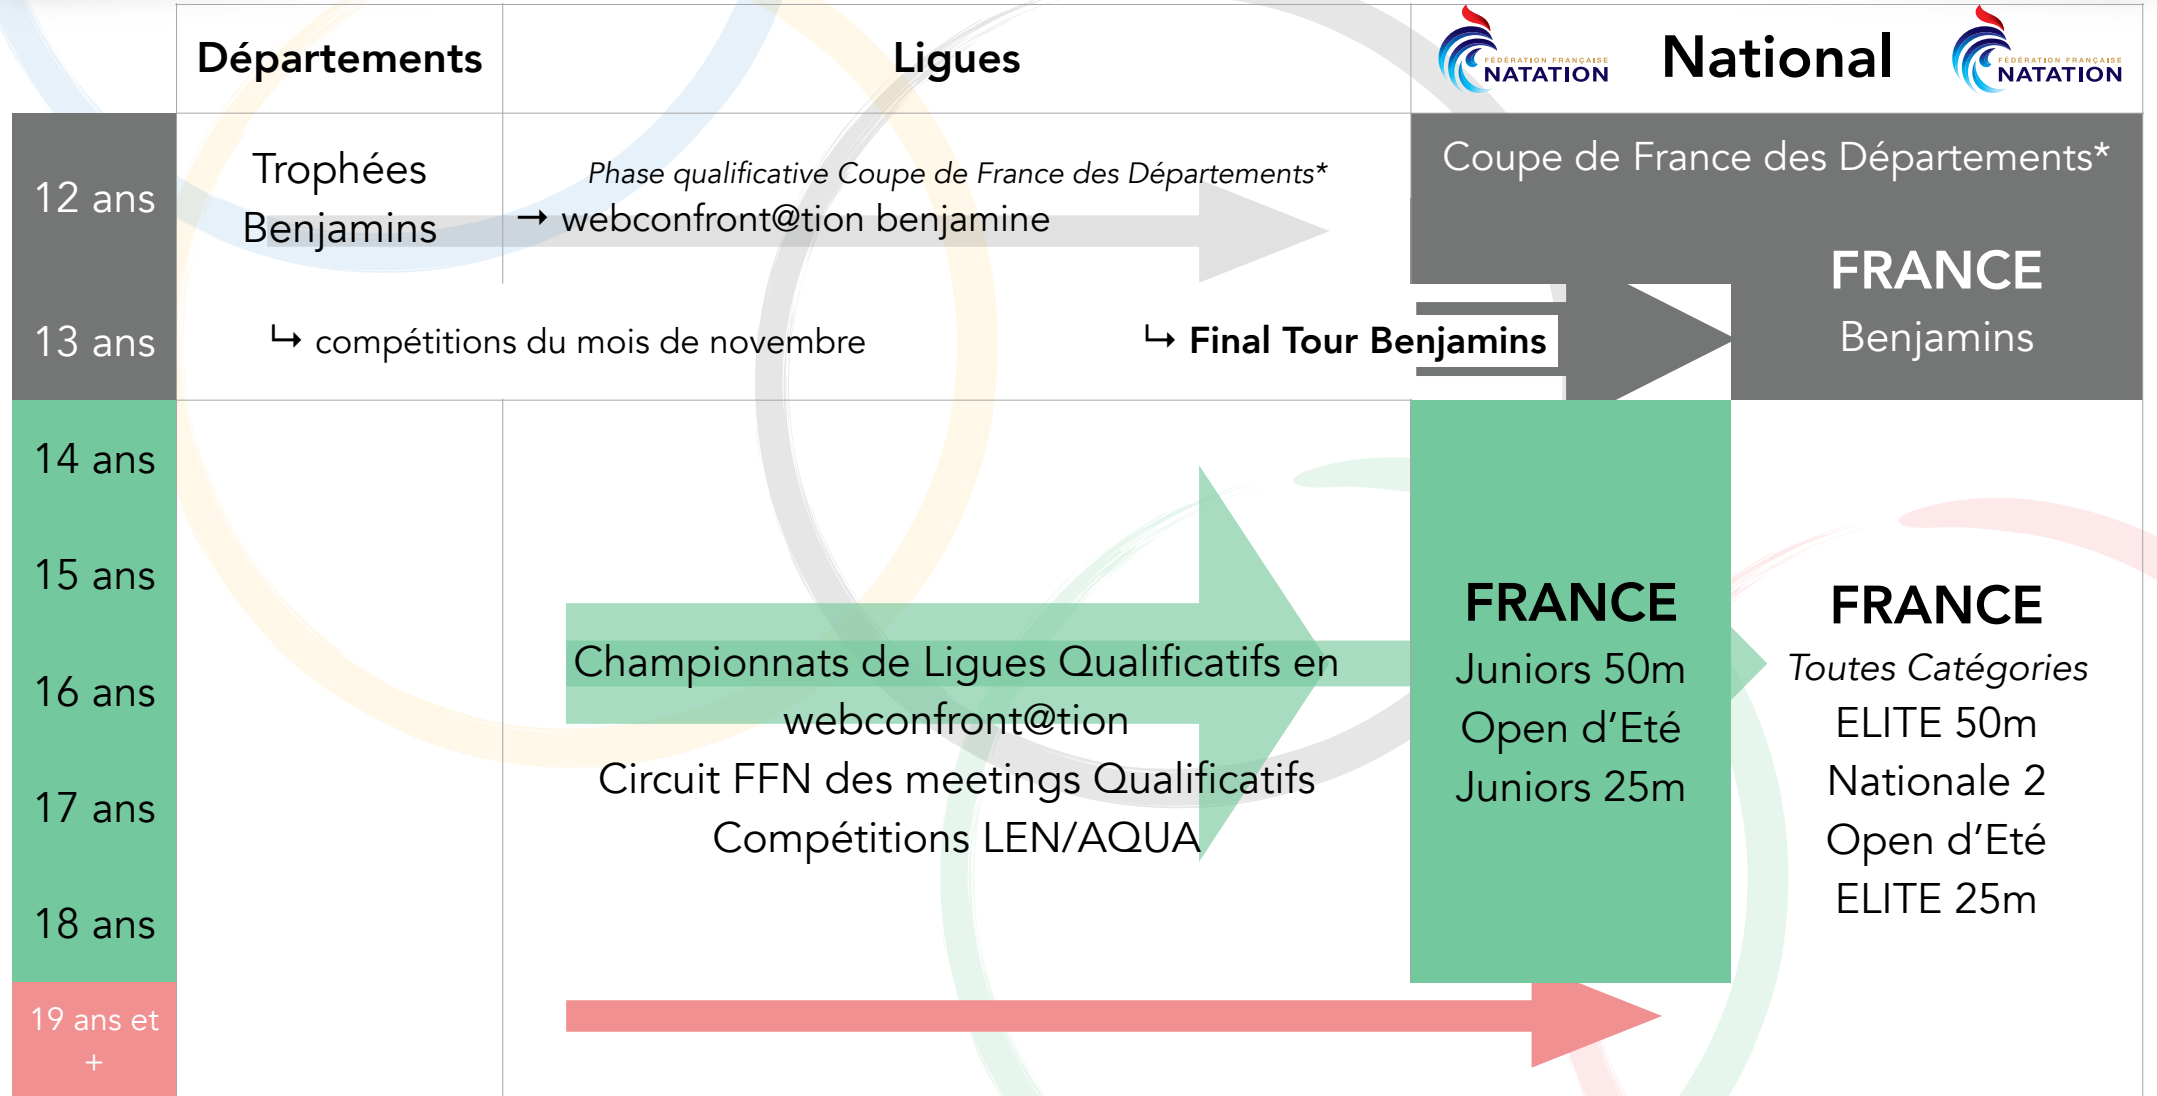 Départements
Ligues
FÉDÉRATION FRANÇAISE
NATATION
National
FÉDÉRATION FRANÇAISE
NATATION
12 ans
Trophées
Benjamins
Phase qualificative Coupe de France des Départements*
→ webconfront@tion benjamine
Coupe de France des Départements*
13 ans
↳ compétitions du mois de novembre
↳ Final Tour Benjamins
FRANCE
Benjamins
14 ans
15 ans
16 ans
17 ans
18 ans
Championnats de Ligues Qualificatifs en
webconfront@tion
Circuit FFN des meetings Qualificatifs
Compétitions LEN/AQUA
FRANCE
Juniors 50m
Open d’Eté
Juniors 25m
FRANCE
Toutes Catégories
ELITE 50m
Nationale 2
Open d’Eté
ELITE 25m
19 ans et
+